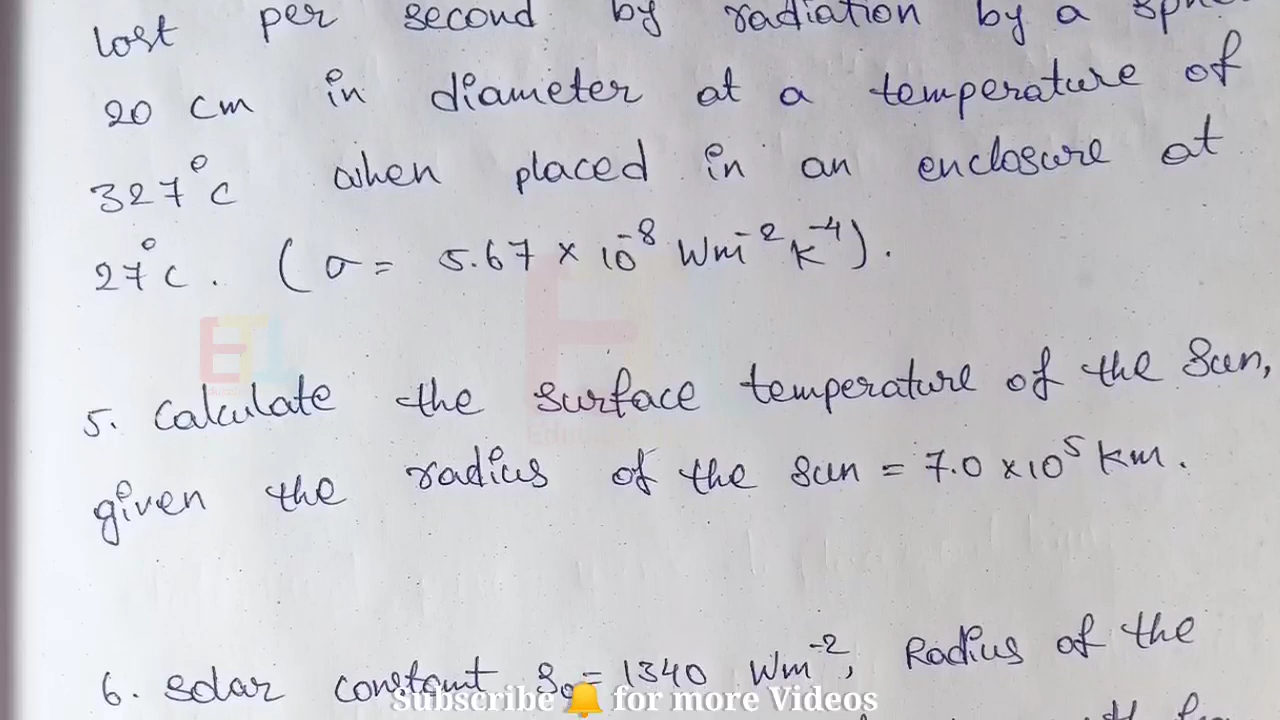 lost per second by radiation by a
20 cm in diameter at a temperature of
327°C when placed in an enclosure at
27°C. (σ = 5.67 × 10⁻⁸ Wm⁻²K⁻⁴).
ETL
5. Calculate the surface temperature of the Sun,
given the radius of the sun = 7.0 × 10⁵ km.
6. Solar constant S₀ = 1340 Wm⁻², Radius of the
Subscribe 🔔 for more Videos